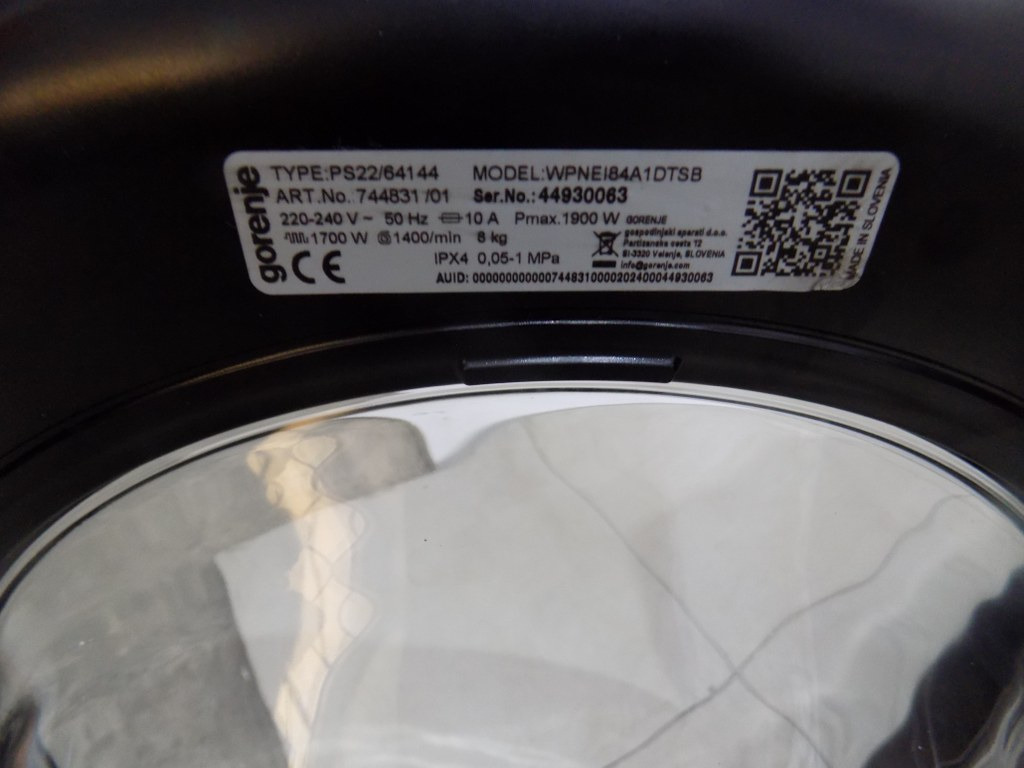 gorenje
TYPE:PS22/64144 MODEL:WPNEI84A1DTSB
ART.No.:744831/01 Ser.No.: 44930063
220-240 V~ 50 Hz 10 A Pmax.1900 W
1700 W 1400/min 8 kg
IPX4 0,05-1 MPa
CE
GORENJE
gospodinjski aparati d.o.o.
Partizanska cesta 12
SI-3320 Velenje, SLOVENIA
info@gorenje.com
AUID: 000000000007448310000202400044930063
MADE IN SLOVENIA